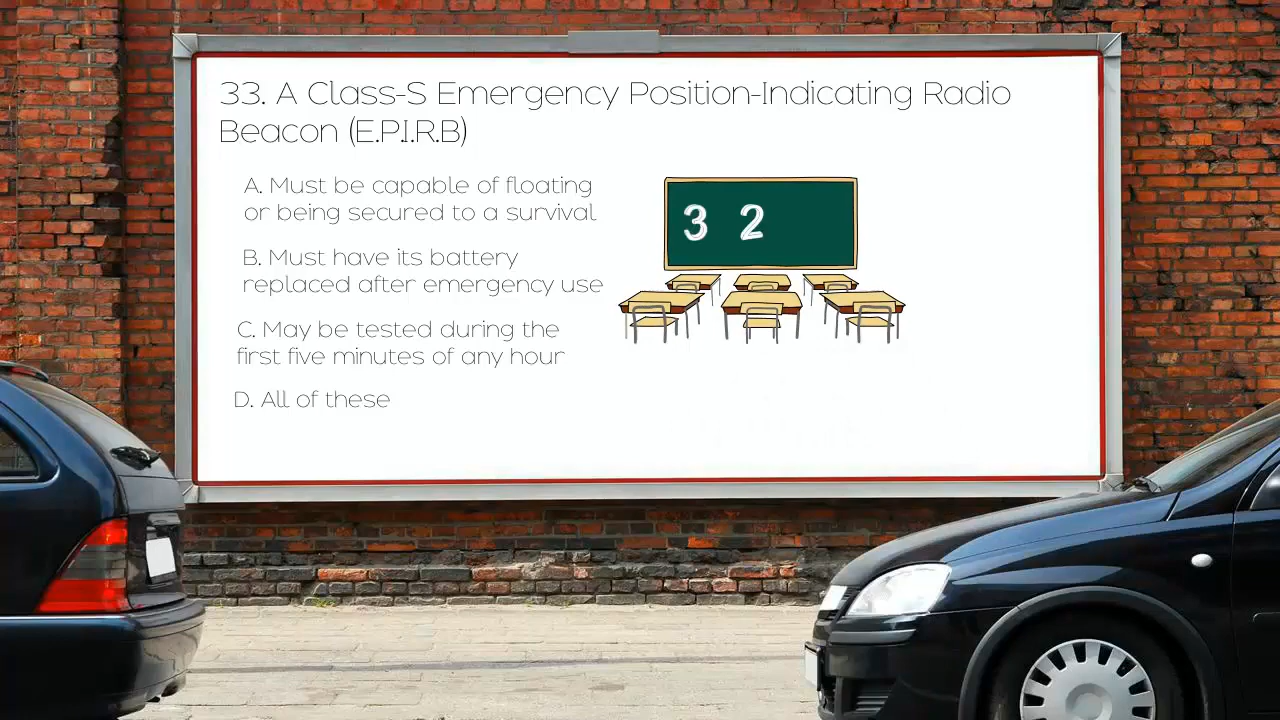 33. A Class-S Emergency Position-Indicating Radio
Beacon (E.P.I.R.B)
A. Must be capable of floating
or being secured to a survival
B. Must have its battery
replaced after emergency use
C. May be tested during the
first five minutes of any hour
D. All of these
3 2